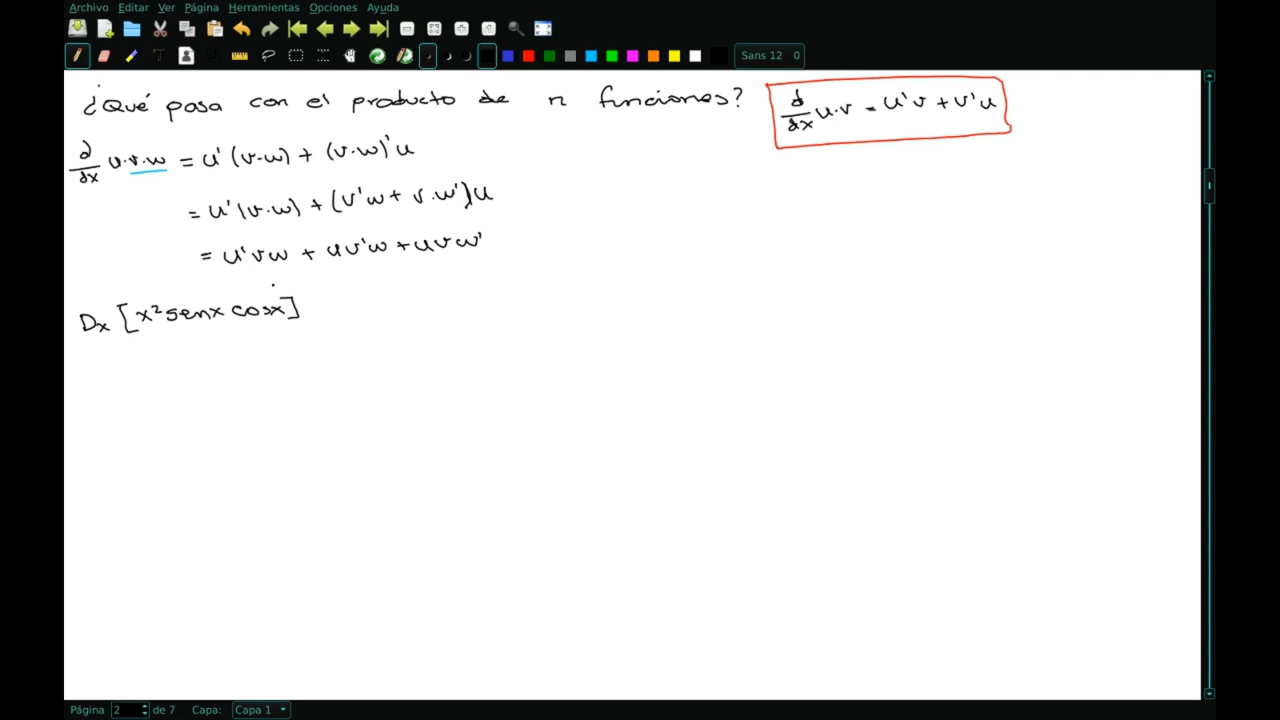 Archivo Editar Ver Página Herramientas Opciones Ayuda
Sans 12 0
¿Qué pasa con el producto de n funciones?
d/dx u·v = u'v + v'u
d/dx u·v·w = u'(v·w) + (v·w)'u
= u'(v·w) + (v'w + v·w')u
= u'vw + uv'w + uvw'
Dx [x² senx cosx]
Página 2 de 7 Capa: Capa 1